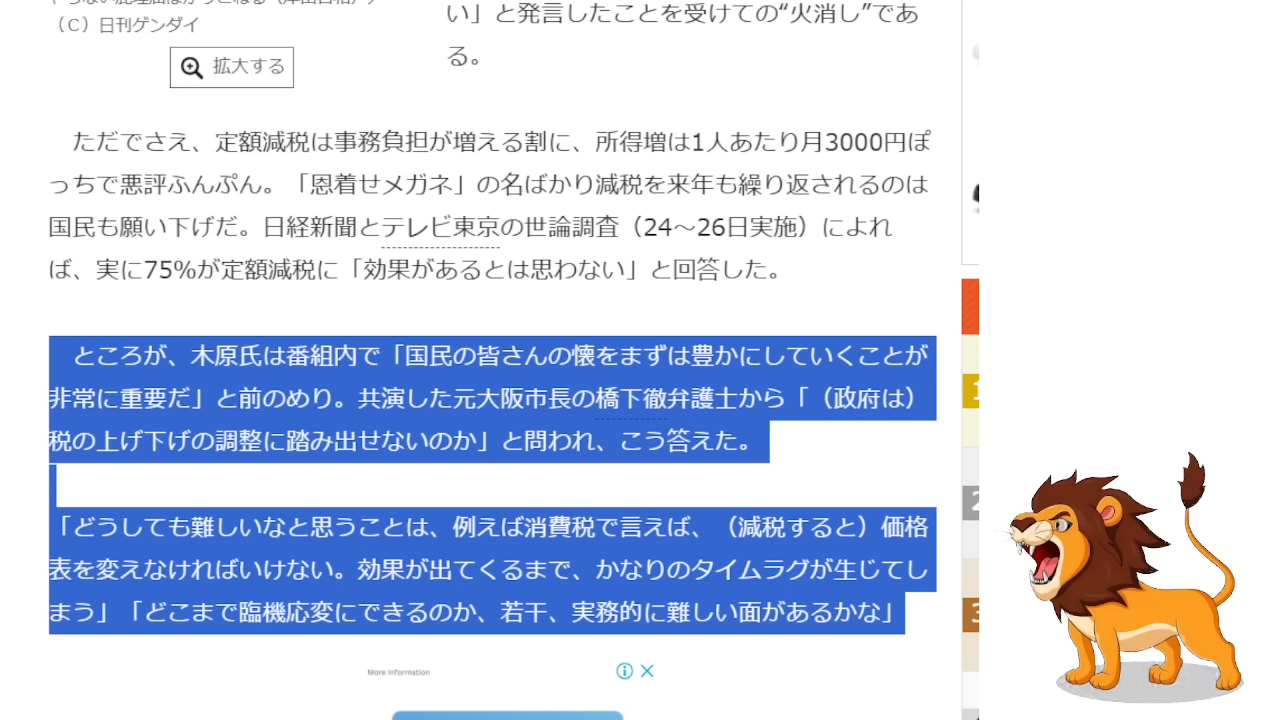 （Ｃ）日刊ゲンダイ
拡大する
い」と発言したことを受けての“火消し”であ
る。
　ただでさえ、定額減税は事務負担が増える割に、所得増は1人あたり月3000円ぽ
っちで悪評ふんぷん。「恩着せメガネ」の名ばかり減税を来年も繰り返されるのは
国民も願い下げだ。日経新聞とテレビ東京の世論調査（24〜26日実施）によれ
ば、実に75％が定額減税に「効果があるとは思わない」と回答した。
　ところが、木原氏は番組内で「国民の皆さんの懐をまずは豊かにしていくことが
非常に重要だ」と前のめり。共演した元大阪市長の橋下徹弁護士から「（政府は）
税の上げ下げの調整に踏み出せないのか」と問われ、こう答えた。
「どうしても難しいなと思うことは、例えば消費税で言えば、（減税すると）価格
表を変えなければいけない。効果が出てくるまで、かなりのタイムラグが生じてし
まう」「どこまで臨機応変にできるのか、若干、実務的に難しい面があるかな」
More Information
1
2
3